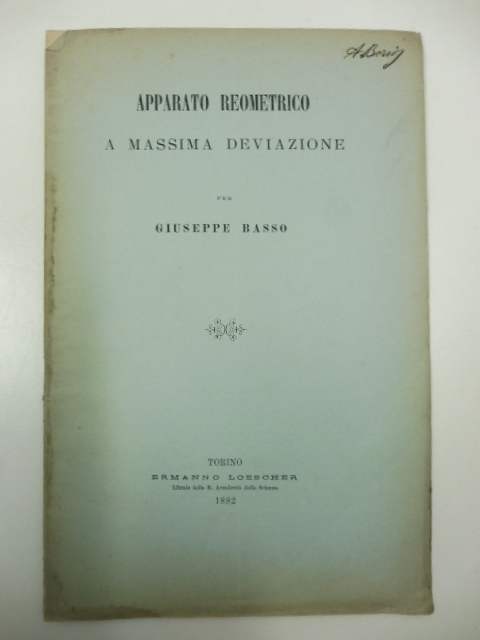 APPARATO REOMETRICO
A MASSIMA DEVIAZIONE
PER
GIUSEPPE BASSO
TORINO
ERMANNO LOESCHER
Libraio della R. Accademia delle Scienze.
1882